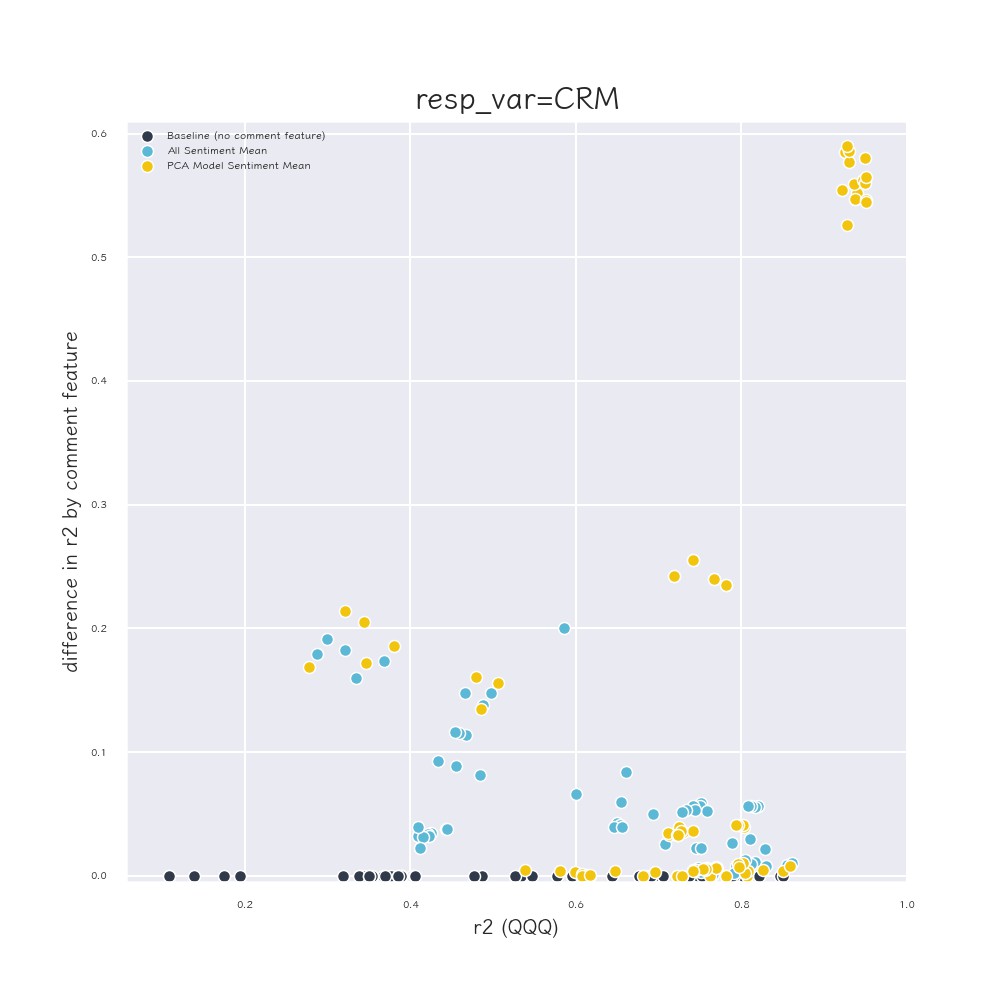 resp_var=CRM
Baseline (no comment feature)
All Sentiment Mean
PCA Model Sentiment Mean
difference in r2 by comment feature
0.6
0.5
0.4
0.3
0.2
0.1
0.0
0.2 0.4 0.6 0.8 1.0
r2 (QQQ)